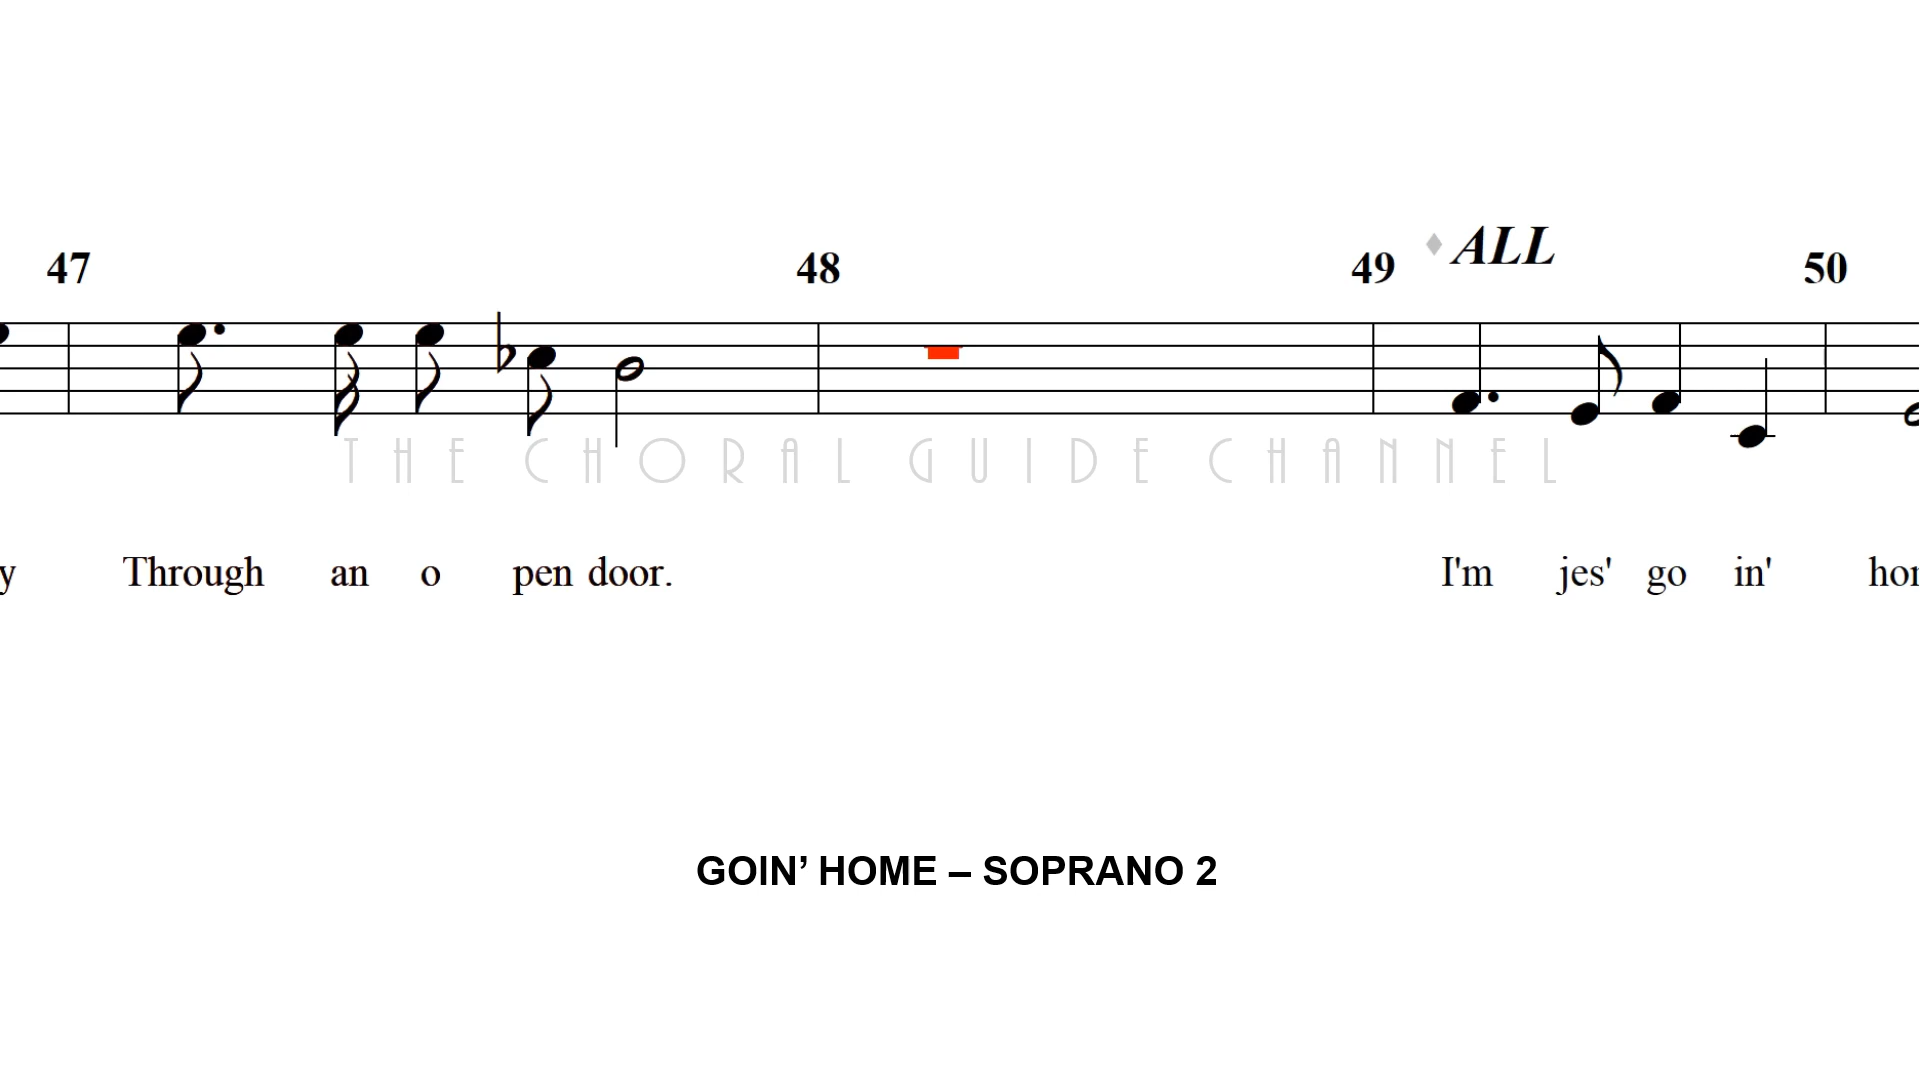 ALL
47 48 49 50
THE CHORAL GUIDE CHANNEL
y Through an o pen door. I'm jes' go in' hor
GOIN’ HOME – SOPRANO 2